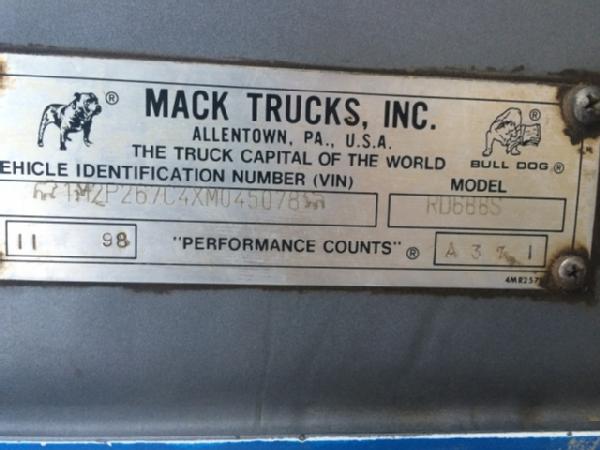 MACK TRUCKS, INC.
ALLENTOWN, PA., U.S.A.
THE TRUCK CAPITAL OF THE WORLD
BULL DOG ®
EHICLE IDENTIFICATION NUMBER (VIN)
MODEL
1M2P267C4XM045078
RD688S
11 98
"PERFORMANCE COUNTS" ®